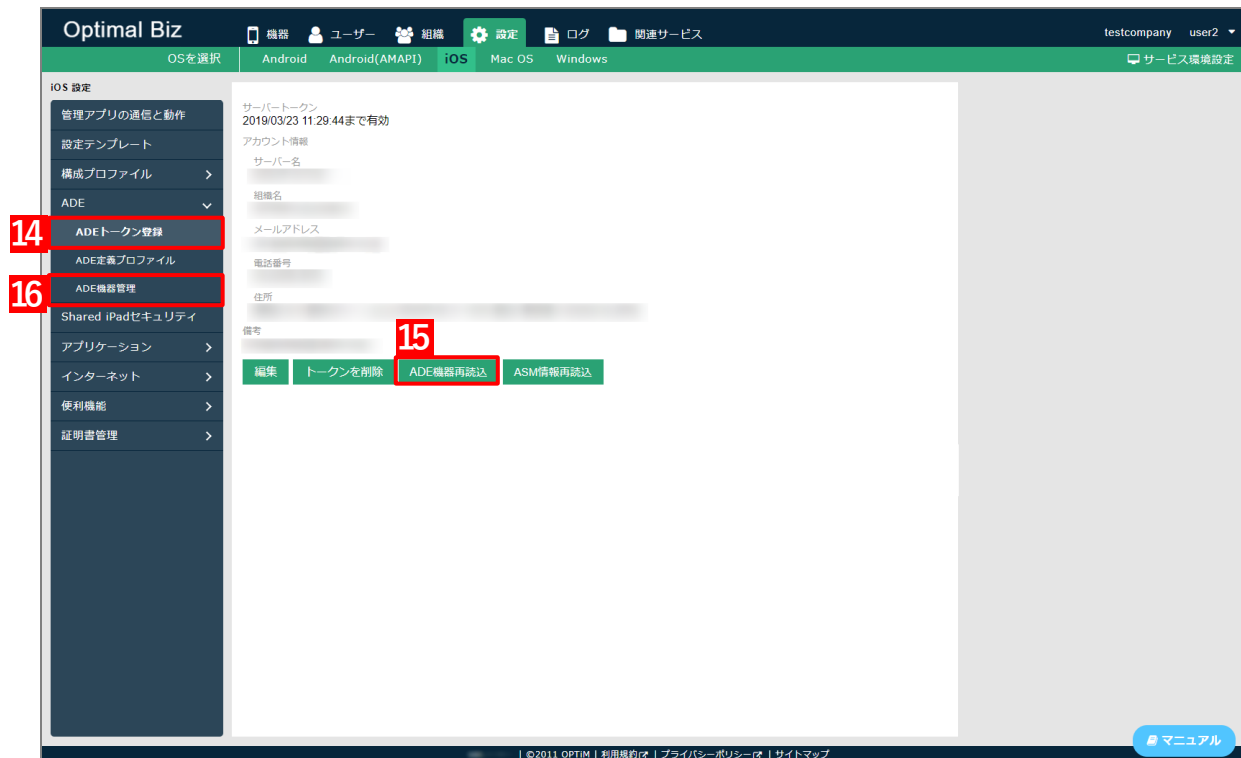 Optimal Biz
機器 ユーザー 組織 設定 ログ 関連サービス
testcompany user2
OSを選択 Android Android(AMAPI) iOS Mac OS Windows
サービス環境設定
iOS 設定
管理アプリの通信と動作
設定テンプレート
構成プロファイル
ADE
14
ADEトークン登録
ADE定義プロファイル
16
ADE機器管理
Shared iPadセキュリティ
アプリケーション
インターネット
便利機能
証明書管理
サーバートークン
2019/03/23 11:29:44まで有効
アカウント情報
サーバー名
組織名
メールアドレス
電話番号
住所
備考
15
編集 トークンを削除 ADE機器再読込 ASM情報再読込
マニュアル
| ©2011 OPTiM | 利用規約 | プライバシーポリシー | サイトマップ